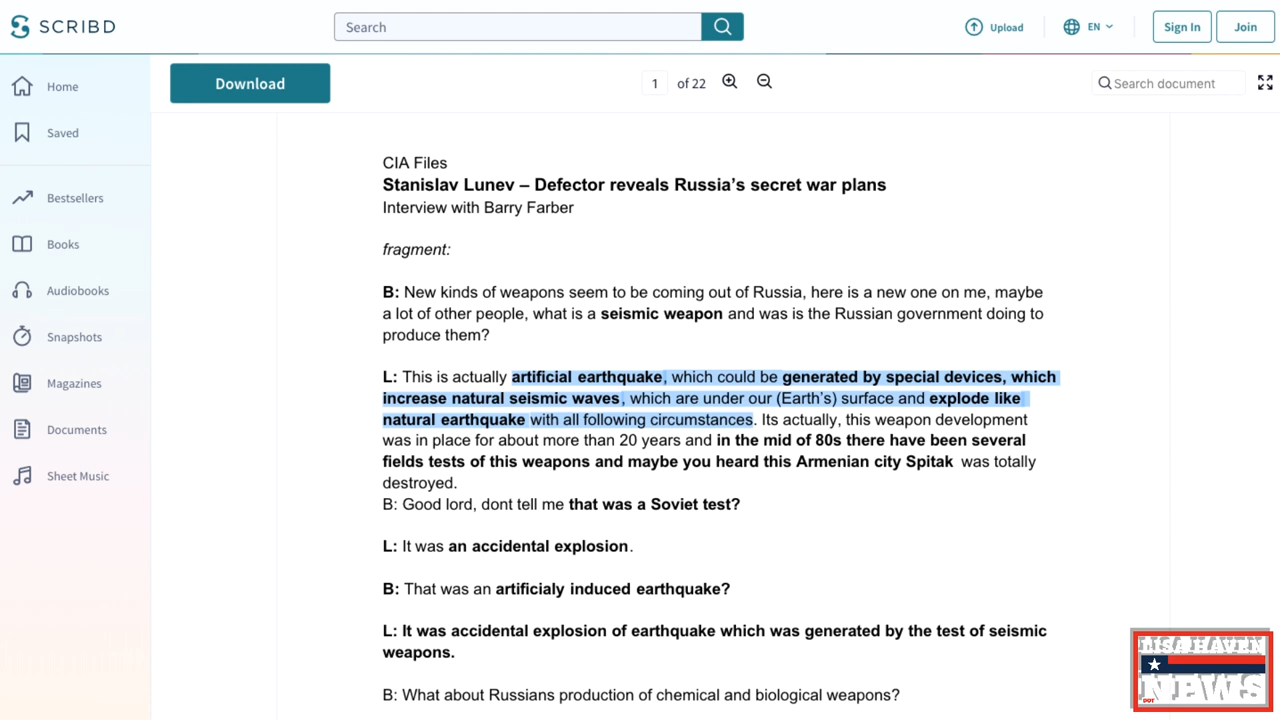 SCRIBD
Search
Upload
EN
Sign In
Join
Home
Saved
Bestsellers
Books
Audiobooks
Snapshots
Magazines
Documents
Sheet Music
Download
1 of 22
Search document
CIA Files
Stanislav Lunev – Defector reveals Russia’s secret war plans
Interview with Barry Farber
fragment:
B: New kinds of weapons seem to be coming out of Russia, here is a new one on me, maybe
a lot of other people, what is a seismic weapon and was is the Russian government doing to
produce them?
L: This is actually artificial earthquake, which could be generated by special devices, which
increase natural seismic waves, which are under our (Earth’s) surface and explode like
natural earthquake with all following circumstances. Its actually, this weapon development
was in place for about more than 20 years and in the mid of 80s there have been several
fields tests of this weapons and maybe you heard this Armenian city Spitak was totally
destroyed.
B: Good lord, dont tell me that was a Soviet test?
L: It was an accidental explosion.
B: That was an artificialy induced earthquake?
L: It was accidental explosion of earthquake which was generated by the test of seismic
weapons.
B: What about Russians production of chemical and biological weapons?
LISA HAVEN
NEWS
DOT